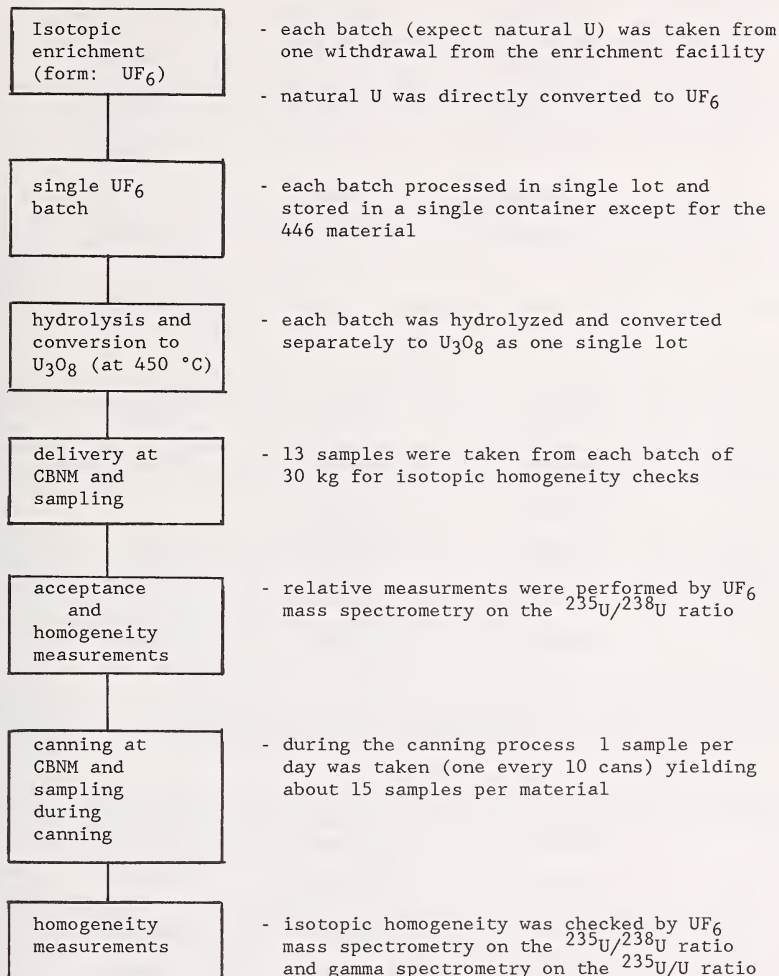 Isotopic
enrichment
(form: UF6)
- each batch (expect natural U) was taken from
one withdrawal from the enrichment facility
- natural U was directly converted to UF6
single UF6
batch
- each batch processed in single lot and
stored in a single container except for the
446 material
hydrolysis and
conversion to
U3O8 (at 450 °C)
- each batch was hydrolyzed and converted
separately to U3O8 as one single lot
delivery at
CBNM and
sampling
- 13 samples were taken from each batch of
30 kg for isotopic homogeneity checks
acceptance
and
homogeneity
measurements
- relative measurments were performed by UF6
mass spectrometry on the 235U/238U ratio
canning at
CBNM and
sampling
during
canning
- during the canning process 1 sample per
day was taken (one every 10 cans) yielding
about 15 samples per material
homogeneity
measurements
- isotopic homogeneity was checked by UF6
mass spectrometry on the 235U/238U ratio
and gamma spectrometry on the 235U/U ratio